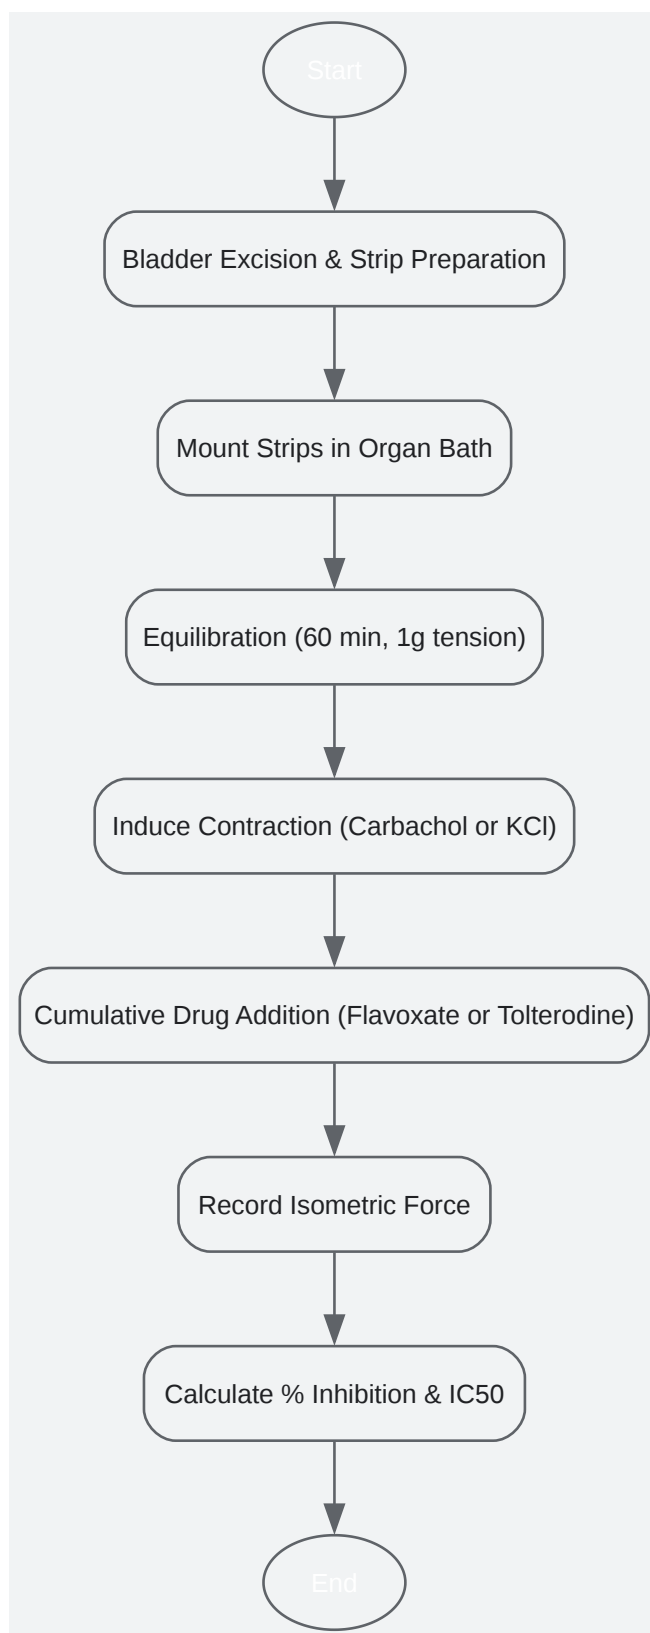 Start
Bladder Excision & Strip Preparation
Mount Strips in Organ Bath
Equilibration (60 min, 1g tension)
Induce Contraction (Carbachol or KCl)
Cumulative Drug Addition (Flavoxate or Tolterodine)
Record Isometric Force
Calculate % Inhibition & IC50
End